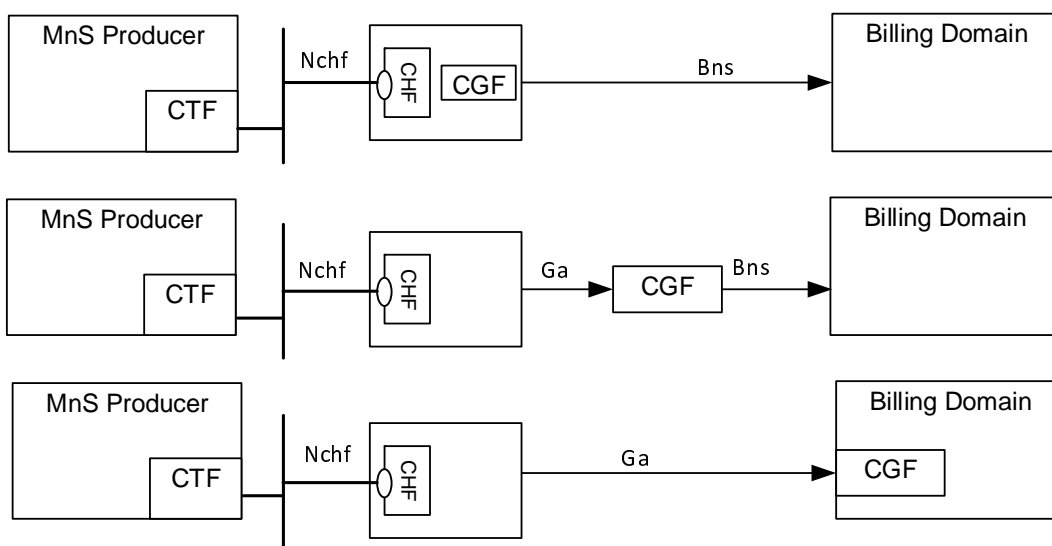 MnS Producer
CTF
Nchf
CHF
CGF
Bns
Billing Domain
MnS Producer
CTF
Nchf
CHF
Ga
CGF
Bns
Billing Domain
MnS Producer
CTF
Nchf
CHF
Ga
Billing Domain
CGF